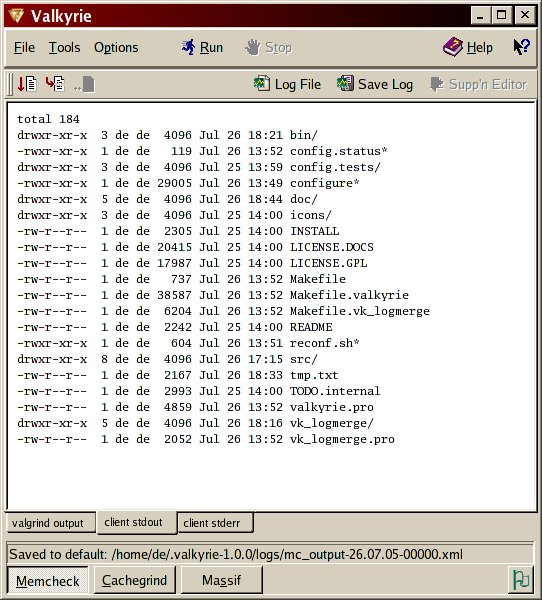 Valkyrie
File Tools Options Run Stop Help
Log File Save Log Supp'n Editor
total 184
drwxr-xr-x 3 de de 4096 Jul 26 18:21 bin/
-rwxr-xr-x 1 de de 119 Jul 26 13:52 config.status*
drwxr-xr-x 3 de de 4096 Jul 25 13:59 config.tests/
-rwxr-xr-x 1 de de 29005 Jul 26 13:49 configure*
drwxr-xr-x 5 de de 4096 Jul 26 18:44 doc/
drwxr-xr-x 3 de de 4096 Jul 25 14:00 icons/
-rw-r--r-- 1 de de 2305 Jul 25 14:00 INSTALL
-rw-r--r-- 1 de de 20415 Jul 25 14:00 LICENSE.DOCS
-rw-r--r-- 1 de de 17987 Jul 25 14:00 LICENSE.GPL
-rw-r--r-- 1 de de 737 Jul 26 13:52 Makefile
-rw-r--r-- 1 de de 38587 Jul 26 13:52 Makefile.valkyrie
-rw-r--r-- 1 de de 6204 Jul 26 13:52 Makefile.vk_logmerge
-rw-r--r-- 1 de de 2242 Jul 25 14:00 README
-rwxr-xr-x 1 de de 604 Jul 26 13:51 reconf.sh*
drwxr-xr-x 8 de de 4096 Jul 26 17:15 src/
-rw-r--r-- 1 de de 2167 Jul 26 18:33 tmp.txt
-rw-r--r-- 1 de de 2993 Jul 25 14:00 TODO.internal
-rw-r--r-- 1 de de 4859 Jul 26 13:52 valkyrie.pro
drwxr-xr-x 5 de de 4096 Jul 26 18:16 vk_logmerge/
-rw-r--r-- 1 de de 2052 Jul 26 13:52 vk_logmerge.pro
valgrind output client stdout client stderr
Saved to default: /home/de/.valkyrie-1.0.0/logs/mc_output-26.07.05-00000.xml
Memcheck Cachegrind Massif